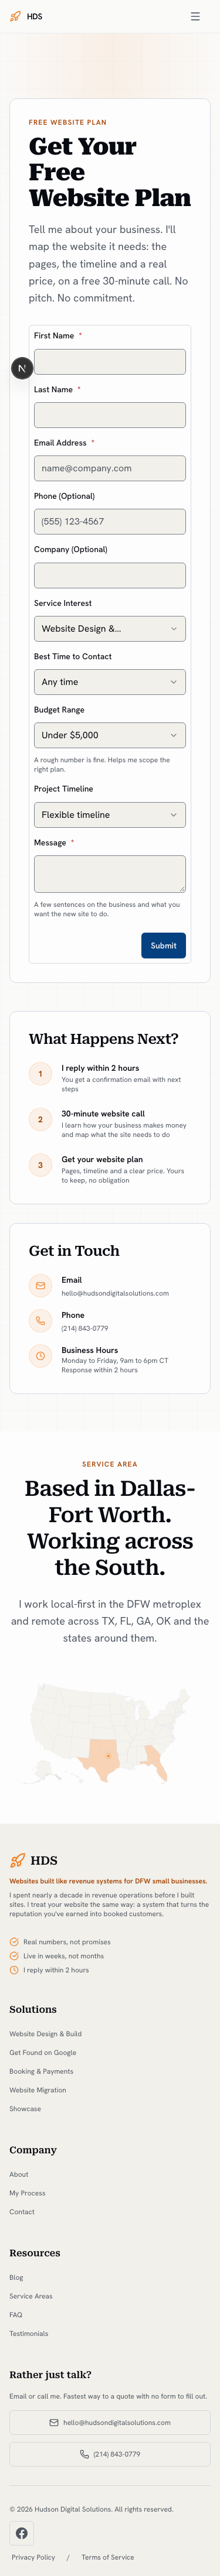 HDS
FREE WEBSITE PLAN
Get Your
Free
Website Plan
Tell me about your business. I'll
map the website it needs: the
pages, the timeline and a real
price, on a free 30-minute call. No
pitch. No commitment.
First Name *
N
Last Name *
Email Address *
name@company.com
Phone (Optional)
(555) 123-4567
Company (Optional)
Service Interest
Website Design &...
Best Time to Contact
Any time
Budget Range
Under $5,000
A rough number is fine. Helps me scope the
right plan.
Project Timeline
Flexible timeline
Message *
A few sentences on the business and what you
want the new site to do.
Submit
What Happens Next?
1
I reply within 2 hours
You get a confirmation email with next
steps
2
30-minute website call
I learn how your business makes money
and map what the site needs to do
3
Get your website plan
Pages, timeline and a clear price. Yours
to keep, no obligation
Get in Touch
Email
hello@hudsondigitalsolutions.com
Phone
(214) 843-0779
Business Hours
Monday to Friday, 9am to 6pm CT
Response within 2 hours
SERVICE AREA
Based in Dallas-
Fort Worth.
Working across
the South.
I work local-first in the DFW metroplex
and remote across TX, FL, GA, OK and the
states around them.
HDS
Websites built like revenue systems for DFW small businesses.
I spent nearly a decade in revenue operations before I built
sites. I treat your website the same way: a system that turns the
reputation you've earned into booked customers.
Real numbers, not promises
Live in weeks, not months
I reply within 2 hours
Solutions
Website Design & Build
Get Found on Google
Booking & Payments
Website Migration
Showcase
Company
About
My Process
Contact
Resources
Blog
Service Areas
FAQ
Testimonials
Rather just talk?
Email or call me. Fastest way to a quote with no form to fill out.
hello@hudsondigitalsolutions.com
(214) 843-0779
© 2026 Hudson Digital Solutions. All rights reserved.
Privacy Policy / Terms of Service